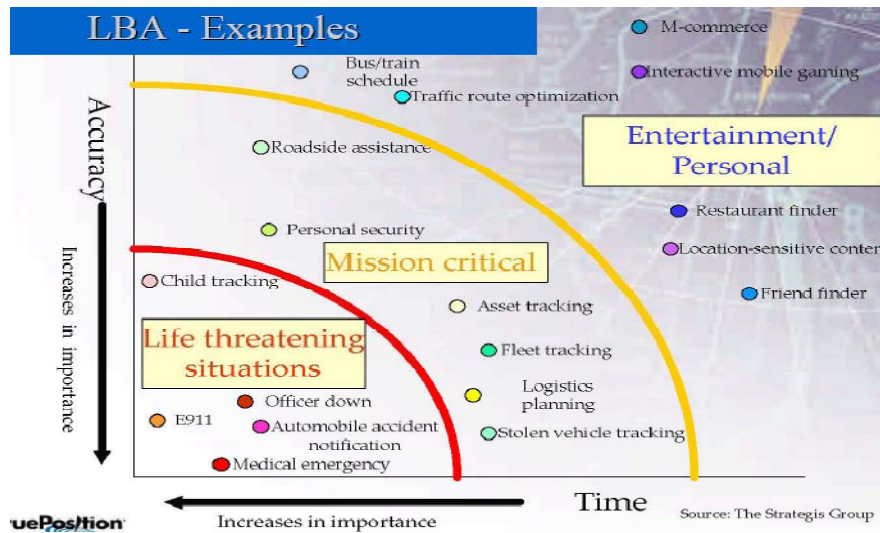 LBA - Examples
M-commerce
Bus/train
schedule
Interactive mobile gaming
Traffic route optimization
Accuracy
Entertainment/
Personal
Roadside assistance
Restaurant finder
Personal security
Location-sensitive conter
Mission critical
Increases in importance
Child tracking
Friend finder
Asset tracking
Life threatening
situations
Fleet tracking
Logistics
planning
Officer down
E911
Automobile accident
notification
Stolen vehicle tracking
Medical emergency
Time
Increases in importance
Source: The Strategis Group
ruePosition